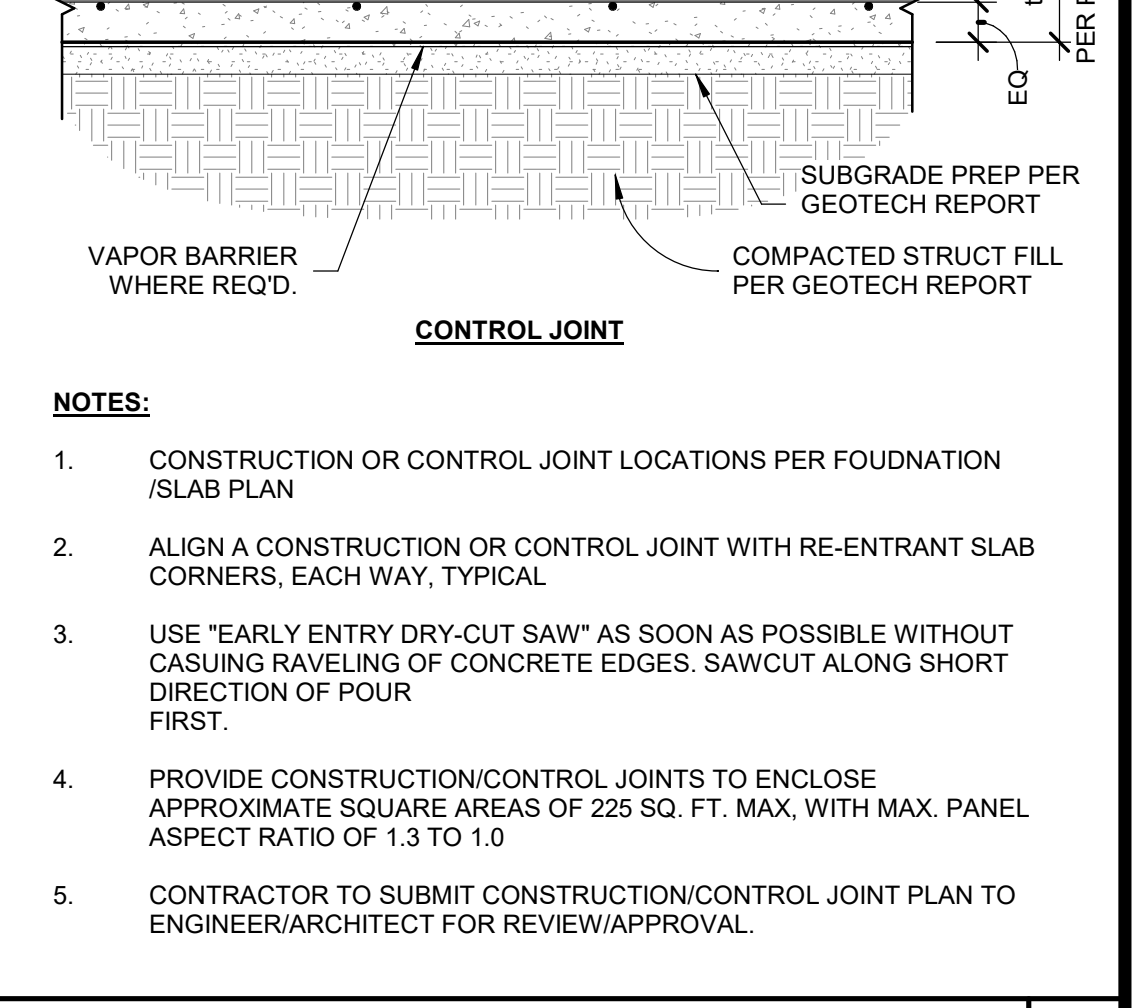 t
PER F
EQ
SUBGRADE PREP PER
GEOTECH REPORT
VAPOR BARRIER
WHERE REQ'D.
COMPACTED STRUCT FILL
PER GEOTECH REPORT
CONTROL JOINT
NOTES:
1. CONSTRUCTION OR CONTROL JOINT LOCATIONS PER FOUDNATION
/SLAB PLAN
2. ALIGN A CONSTRUCTION OR CONTROL JOINT WITH RE-ENTRANT SLAB
CORNERS, EACH WAY, TYPICAL
3. USE "EARLY ENTRY DRY-CUT SAW" AS SOON AS POSSIBLE WITHOUT
CASUING RAVELING OF CONCRETE EDGES. SAWCUT ALONG SHORT
DIRECTION OF POUR
FIRST.
4. PROVIDE CONSTRUCTION/CONTROL JOINTS TO ENCLOSE
APPROXIMATE SQUARE AREAS OF 225 SQ. FT. MAX, WITH MAX. PANEL
ASPECT RATIO OF 1.3 TO 1.0
5. CONTRACTOR TO SUBMIT CONSTRUCTION/CONTROL JOINT PLAN TO
ENGINEER/ARCHITECT FOR REVIEW/APPROVAL.